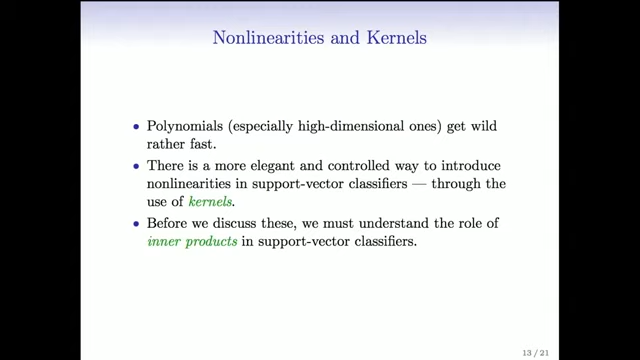 Nonlinearities and Kernels
• Polynomials (especially high-dimensional ones) get wild
rather fast.
• There is a more elegant and controlled way to introduce
nonlinearities in support-vector classifiers — through the
use of kernels.
• Before we discuss these, we must understand the role of
inner products in support-vector classifiers.
13 / 21